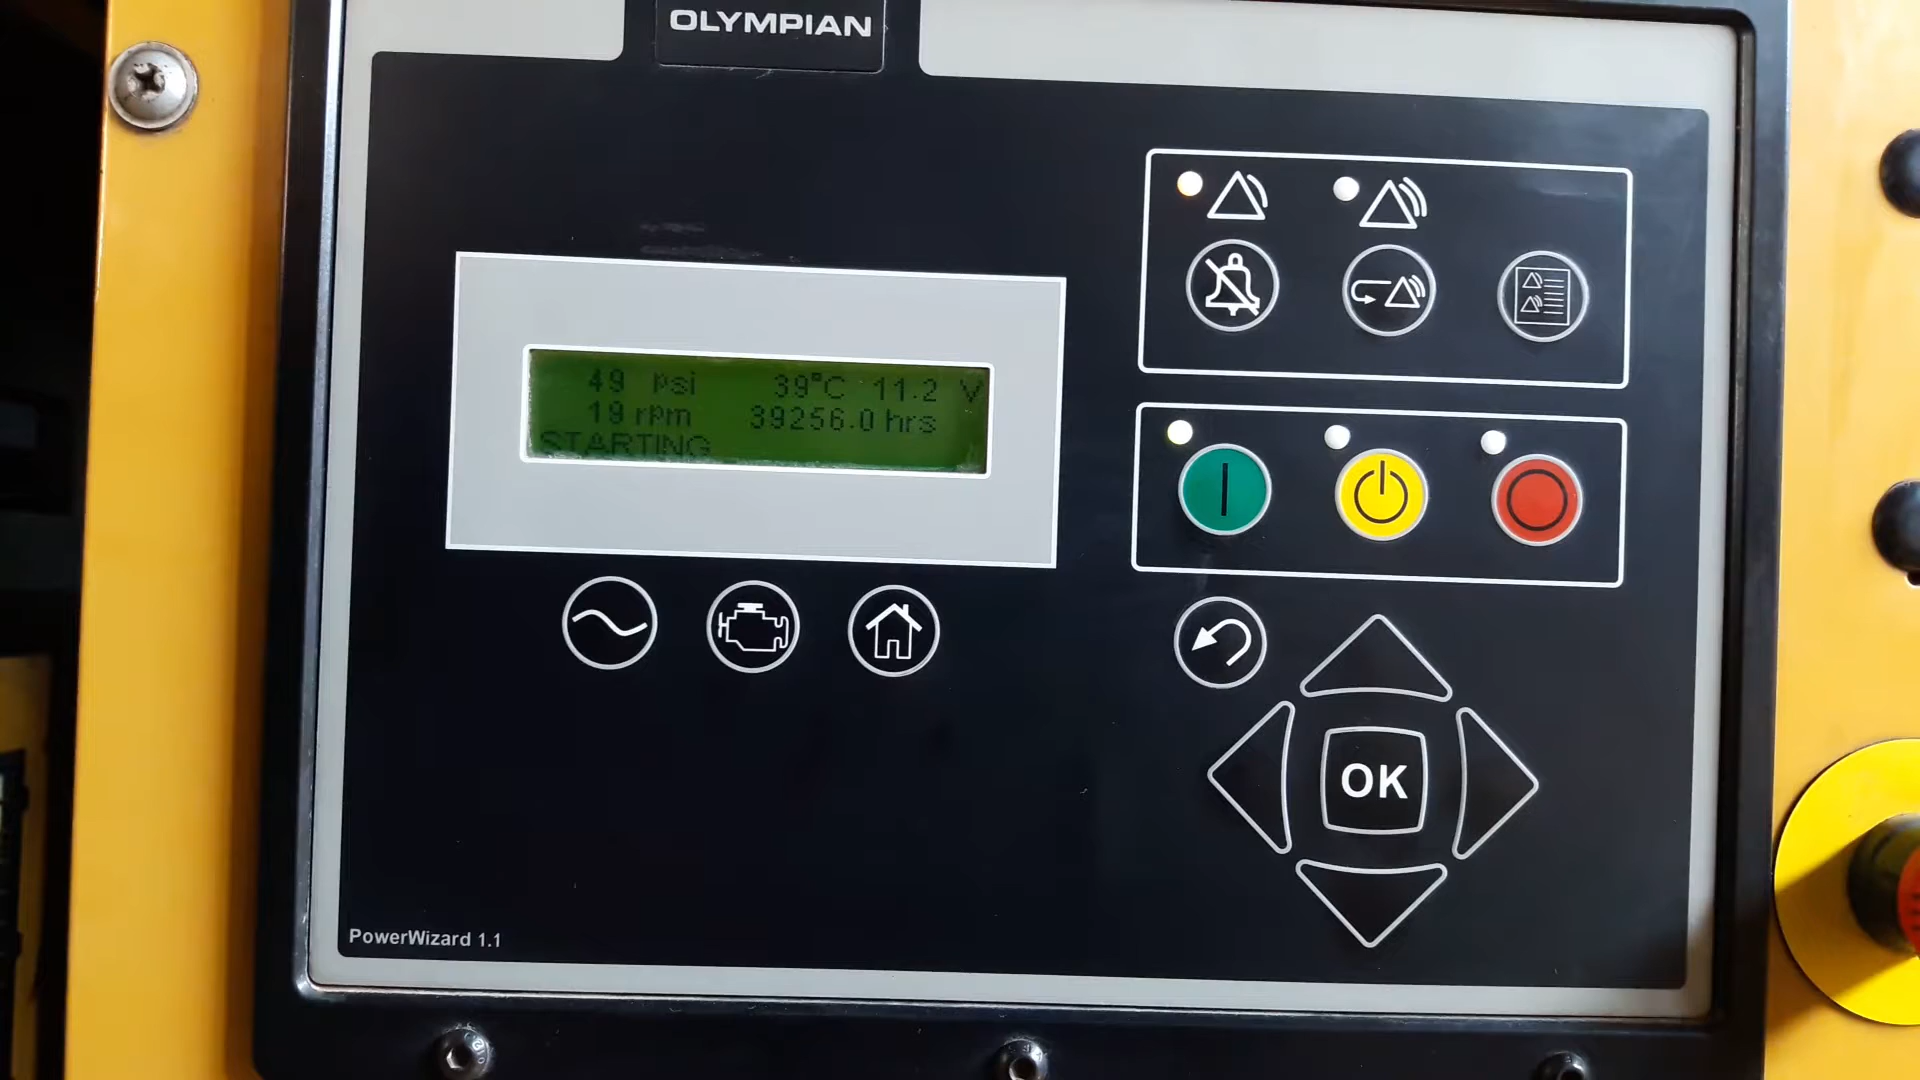 OLYMPIAN
49 psi 39°C 11.2 V
19 rpm 39256.0 hrs
STARTING
OK
PowerWizard 1.1